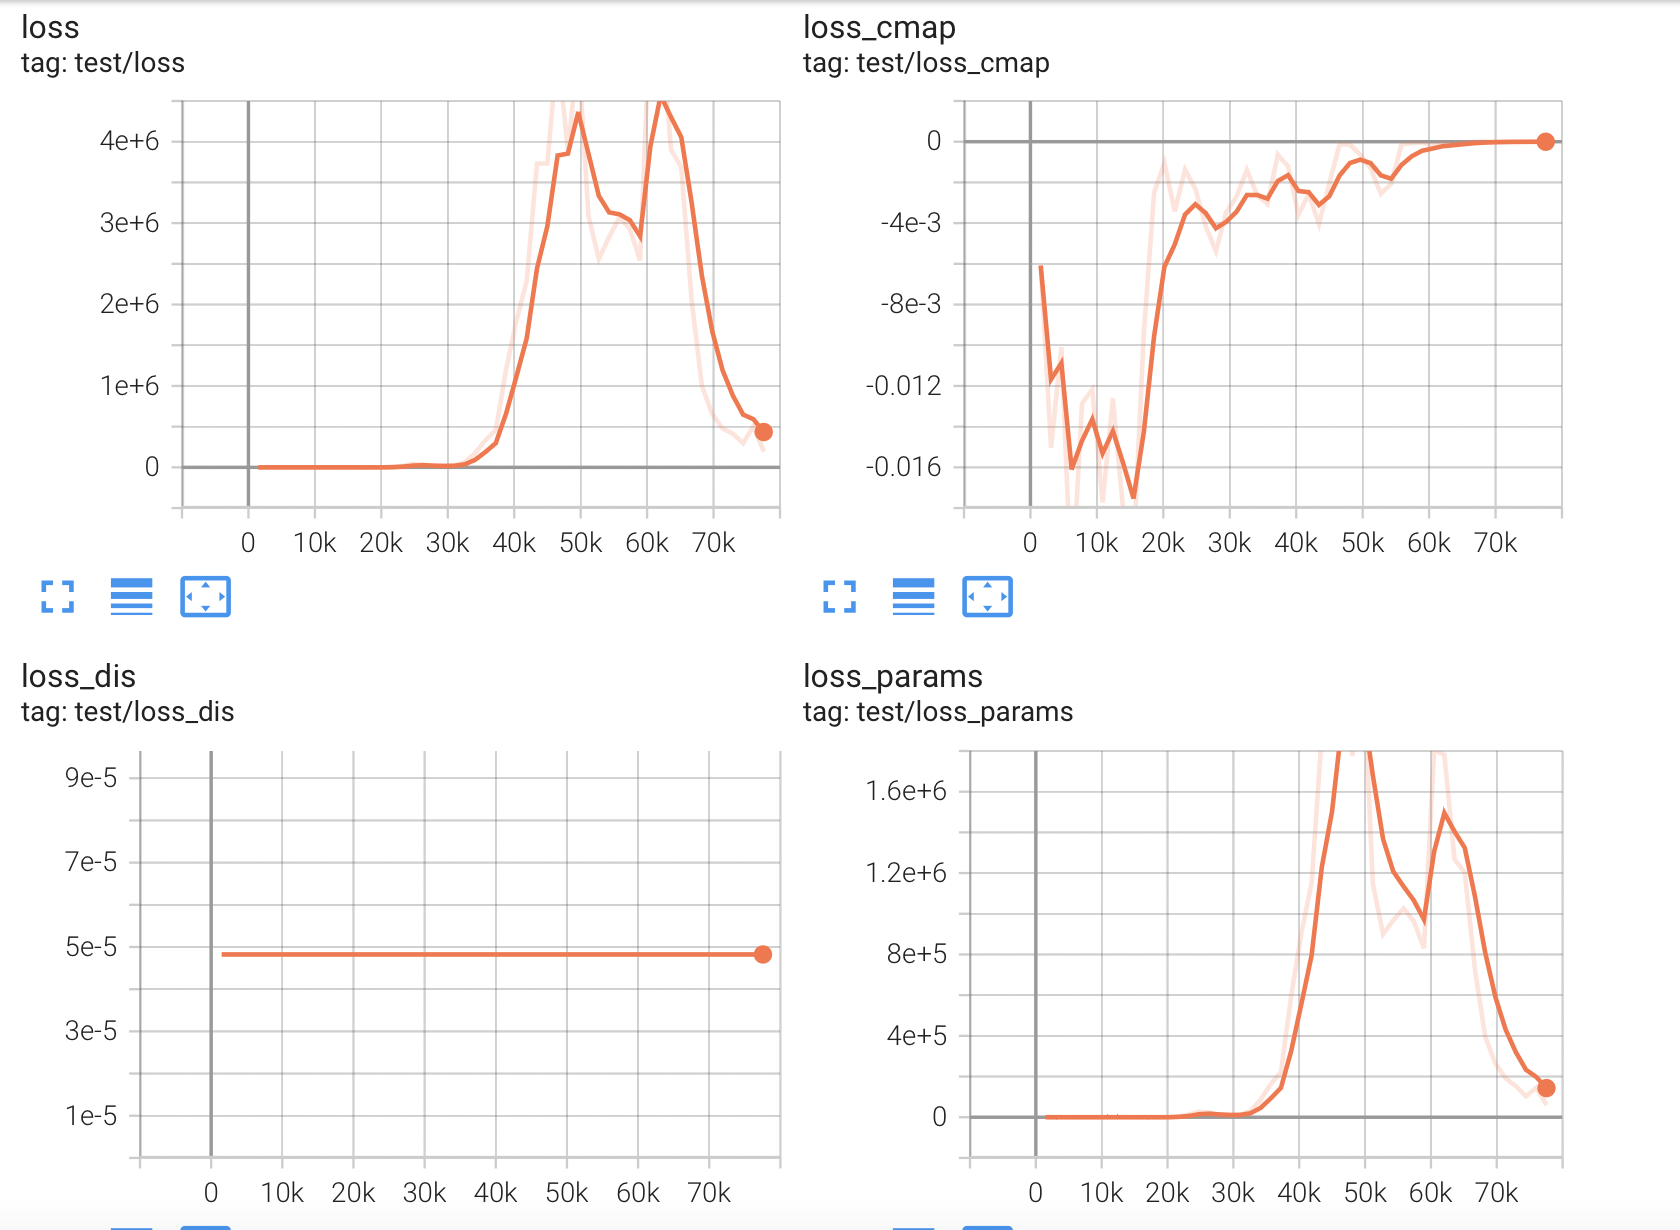 loss
tag: test/loss
4e+6
3e+6
2e+6
1e+6
0
0 10k 20k 30k 40k 50k 60k 70k
loss_cmap
tag: test/loss_cmap
0
-4e-3
-8e-3
-0.012
-0.016
0 10k 20k 30k 40k 50k 60k 70k
loss_dis
tag: test/loss_dis
9e-5
7e-5
5e-5
3e-5
1e-5
0 10k 20k 30k 40k 50k 60k 70k
loss_params
tag: test/loss_params
1.6e+6
1.2e+6
8e+5
4e+5
0
0 10k 20k 30k 40k 50k 60k 70k